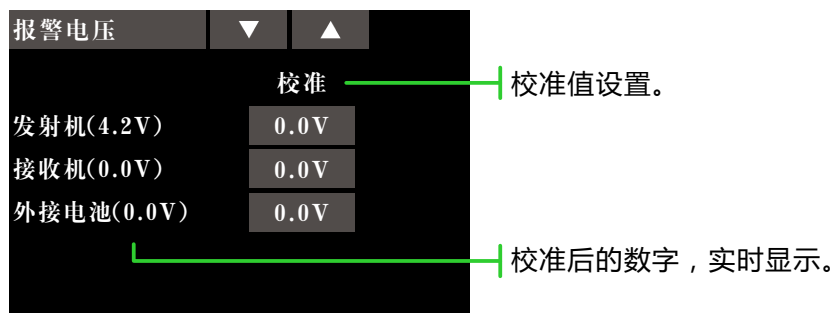 报警电压 ▼ ▲
校准
校准值设置。
发射机(4.2V) 0.0V
接收机(0.0V) 0.0V
外接电池(0.0V) 0.0V
校准后的数字，实时显示。